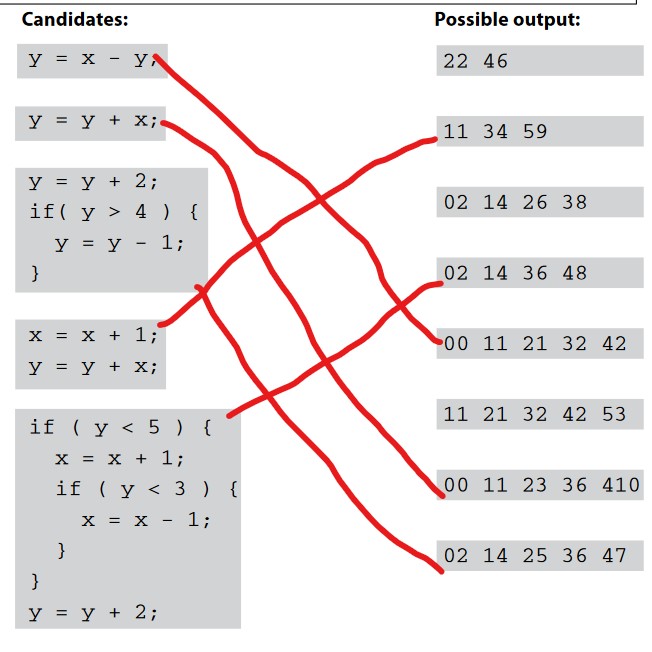 Candidates:
y = x - y;
y = y + x;
y = y + 2;
if( y > 4 ) {
y = y - 1;
}
x = x + 1;
y = y + x;
if ( y < 5 ) {
x = x + 1;
if ( y < 3 ) {
x = x - 1;
}
}
y = y + 2;
Possible output:
22 46
11 34 59
02 14 26 38
02 14 36 48
00 11 21 32 42
11 21 32 42 53
00 11 23 36 410
02 14 25 36 47